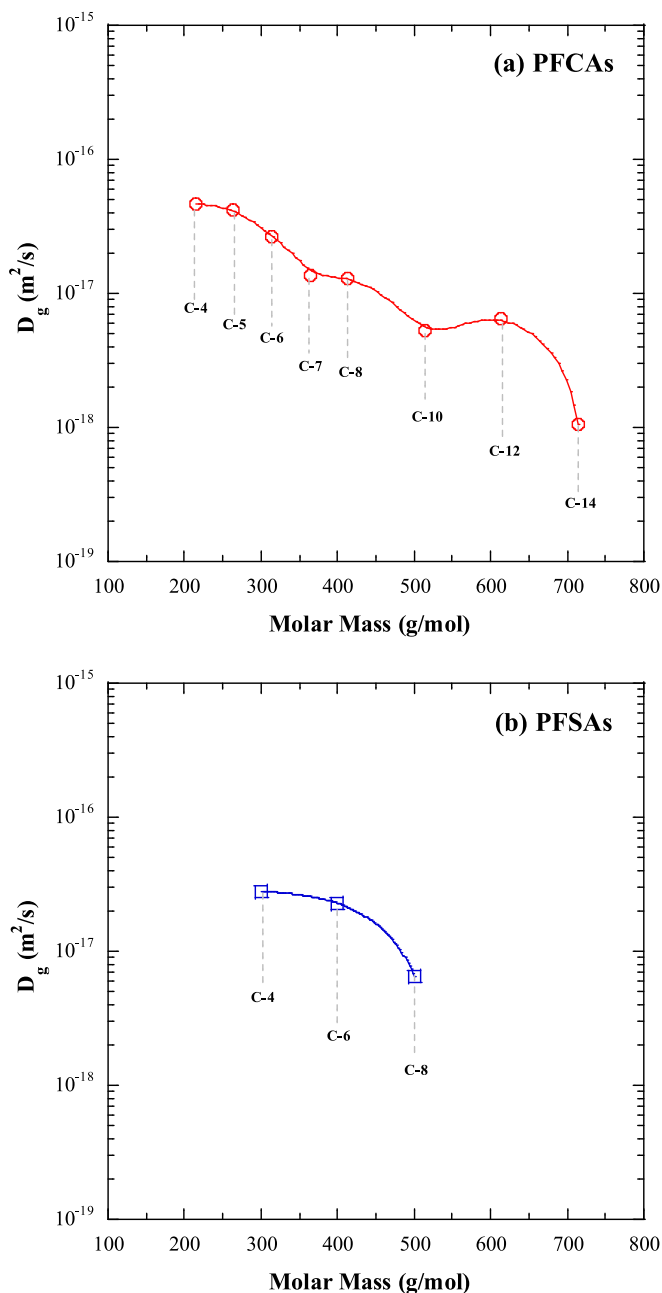 10⁻¹⁵
(a) PFCAs
10⁻¹⁶
C-4
C-5
C-6
10⁻¹⁷
C-7
C-8
C-10
10⁻¹⁸
C-12
C-14
10⁻¹⁹
D_g (m²/s)
100 200 300 400 500 600 700 800
Molar Mass (g/mol)
10⁻¹⁵
(b) PFSAs
10⁻¹⁶
10⁻¹⁷
C-4
C-6
C-8
10⁻¹⁸
10⁻¹⁹
D_g (m²/s)
100 200 300 400 500 600 700 800
Molar Mass (g/mol)